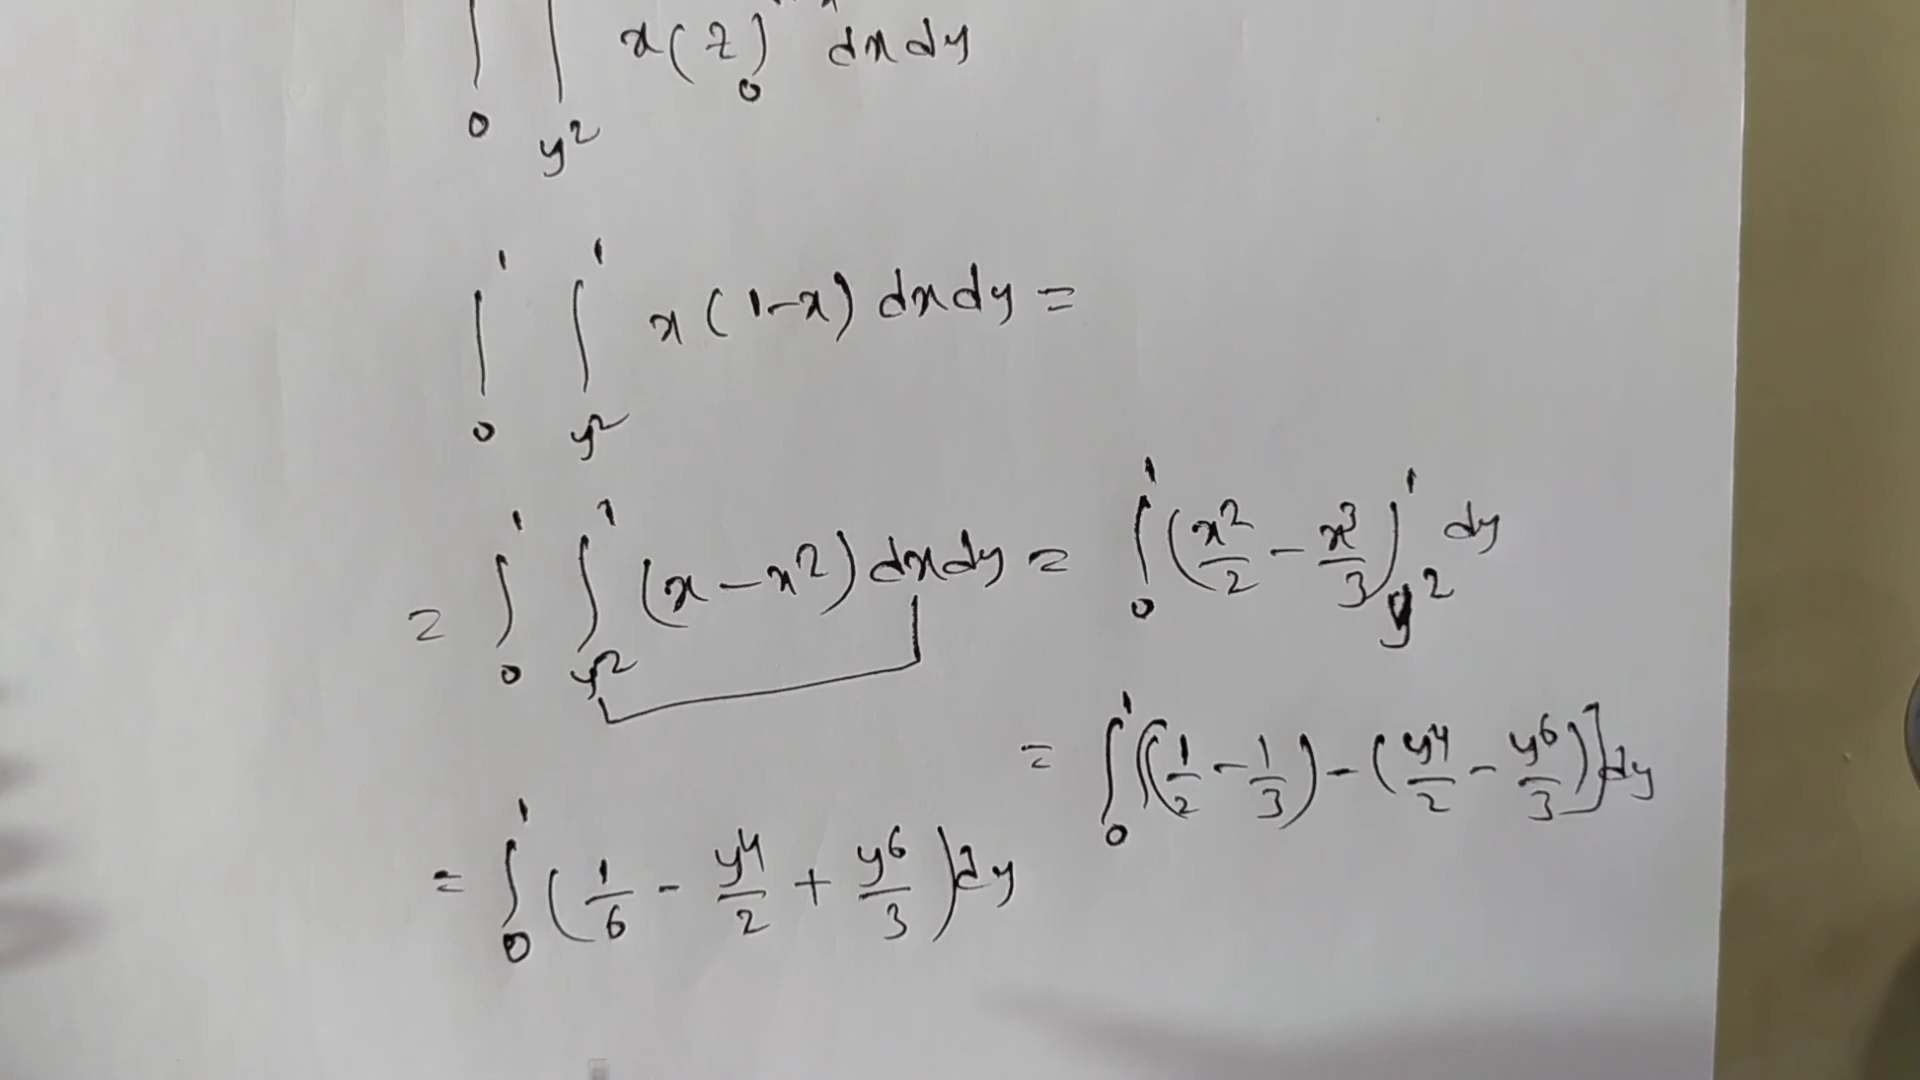 ∫₀ ∫_{y²} x(z)₀ dx dy
∫₀¹ ∫_{y²}¹ x(1-x) dx dy =
= ∫₀¹ ∫_{y²}¹ (x - x²) dx dy = ∫₀¹ (x²/2 - x³/3)_{y²}¹ dy
= ∫₀¹ [(1/2 - 1/3) - (y⁴/2 - y⁶/3)] dy
= ∫₀¹ (1/6 - y⁴/2 + y⁶/3) dy